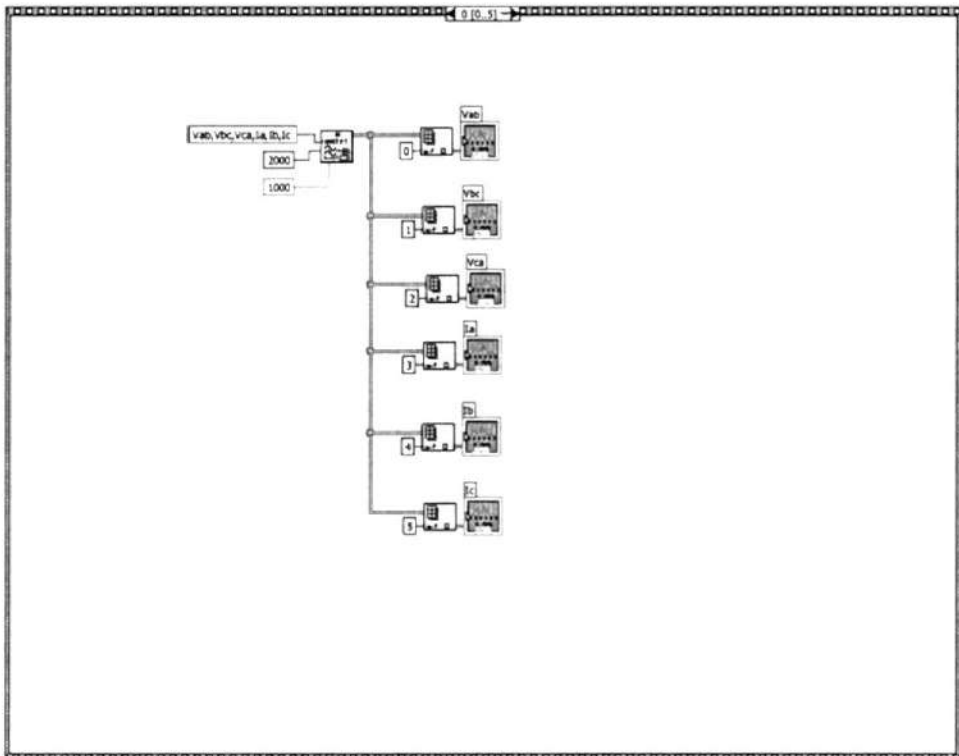 0 [0..5]
Vab
Vab,Vbc,Vca,Ia,Ib,Ic
2000
0
1000
Vbc
1
Vca
2
Ia
3
Ib
4
Ic
5